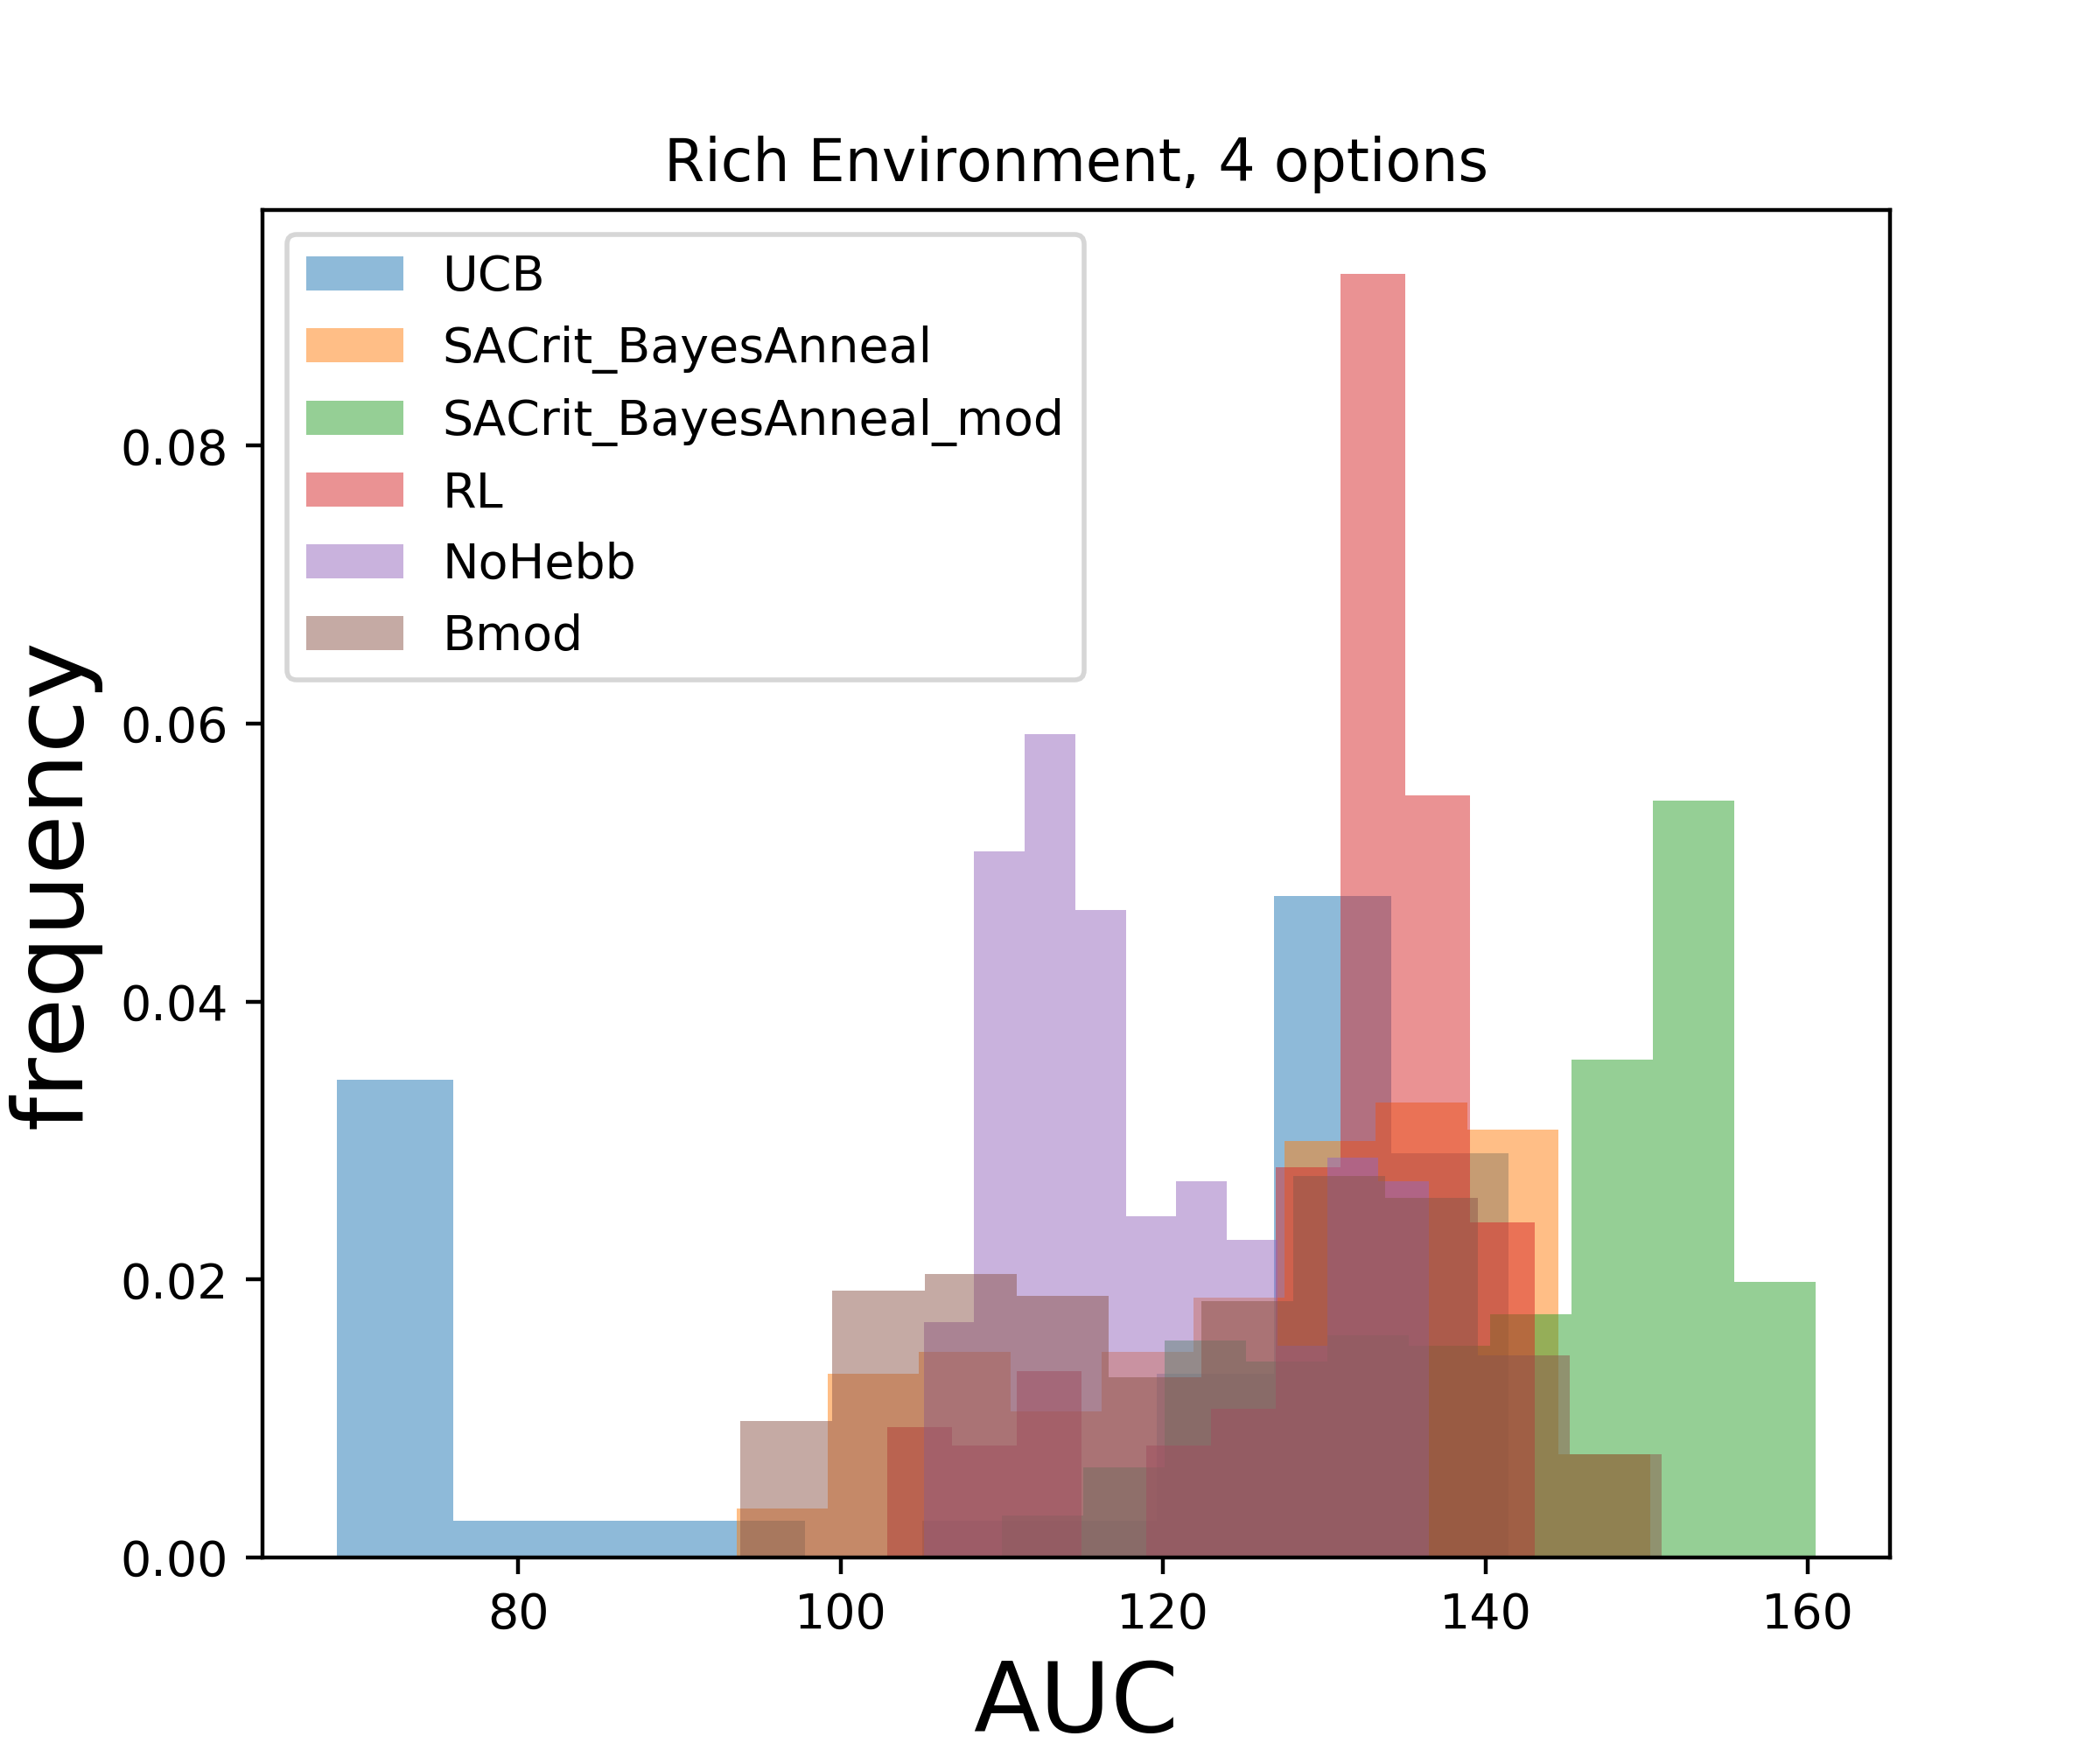 Rich Environment, 4 options
UCB
SACrit_BayesAnneal
SACrit_BayesAnneal_mod
RL
NoHebb
Bmod
frequency
0.08
0.06
0.04
0.02
0.00
80 100 120 140 160
AUC